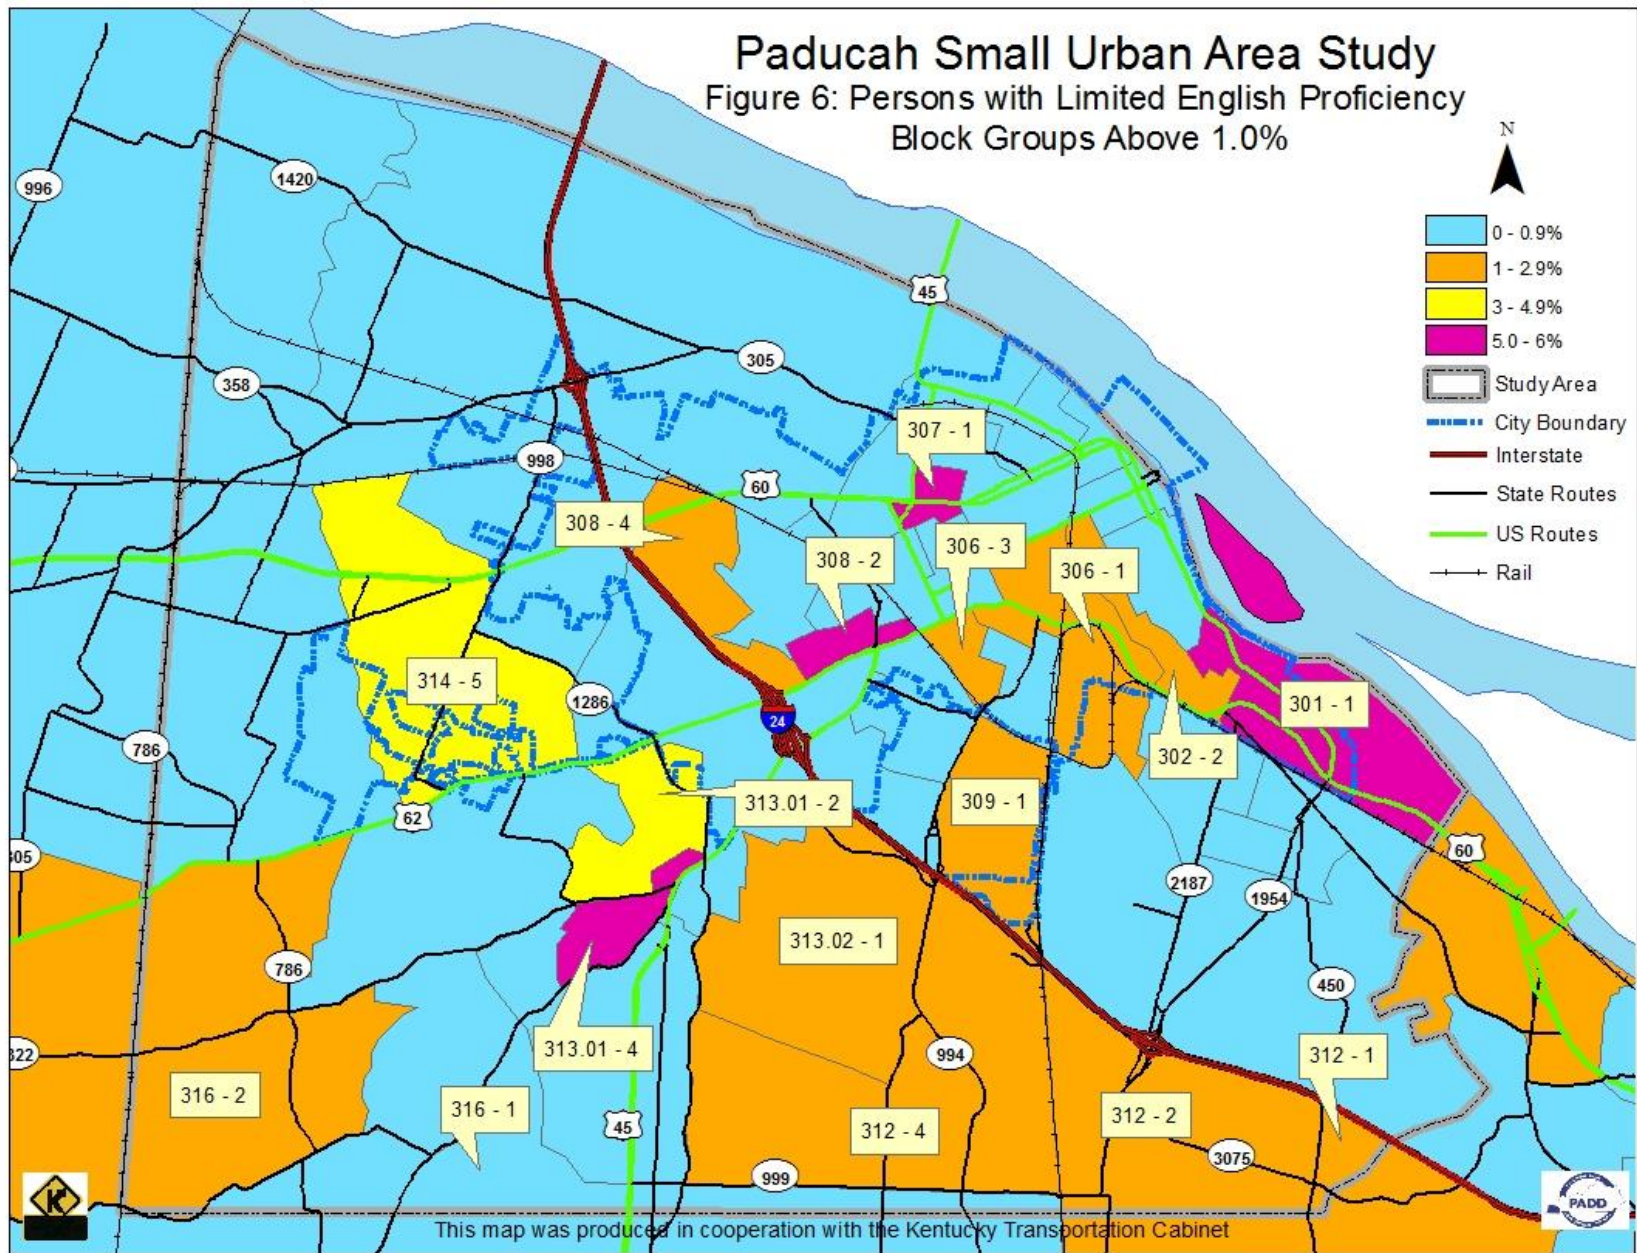 Paducah Small Urban Area Study
Figure 6: Persons with Limited English Proficiency
Block Groups Above 1.0%
N
0 - 0.9%
1 - 2.9%
3 - 4.9%
5.0 - 6%
Study Area
City Boundary
Interstate
State Routes
US Routes
Rail
996
1420
45
305
358
307 - 1
998
60
308 - 4
308 - 2
306 - 3
306 - 1
314 - 5
1286
24
301 - 1
302 - 2
786
62
313.01 - 2
309 - 1
60
2187
1954
313.02 - 1
786
450
313.01 - 4
994
312 - 1
316 - 2
316 - 1
45
312 - 4
312 - 2
3075
999
K
PADD
This map was produced in cooperation with the Kentucky Transportation Cabinet